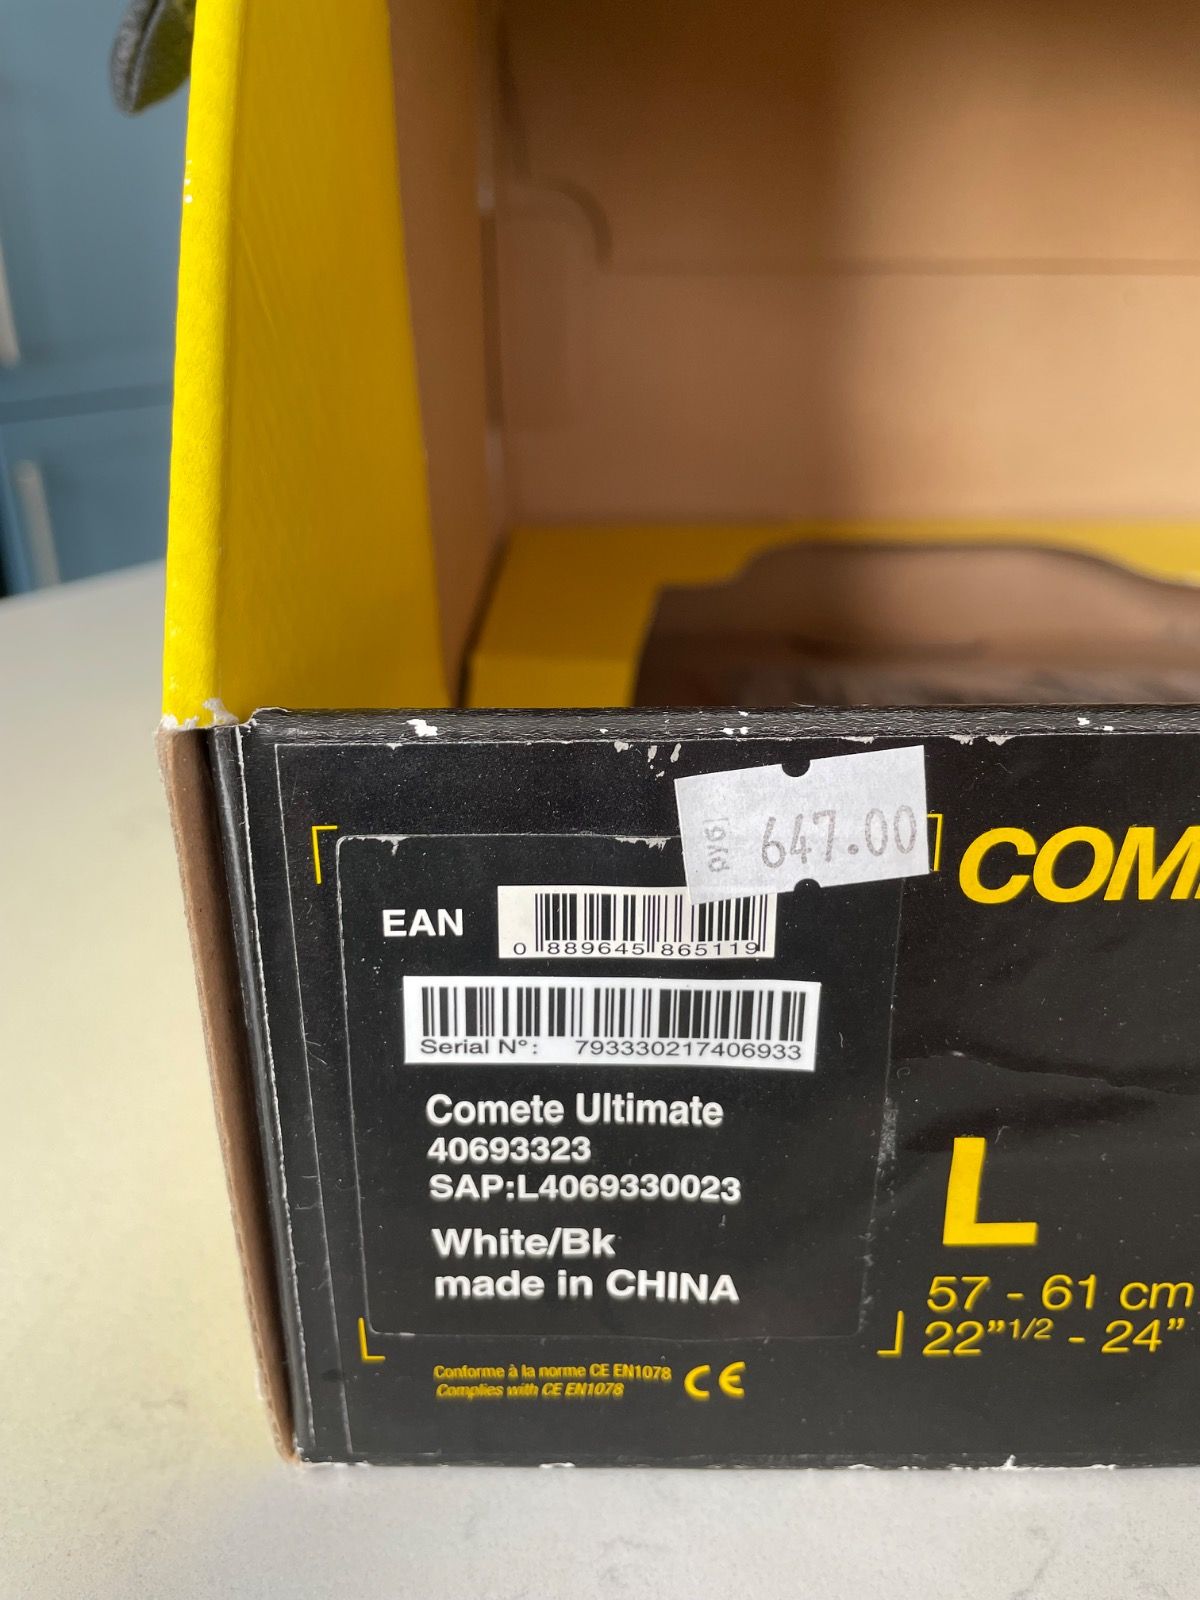 руб
647.00
COM
EAN
0 889645 865119
Serial N°: 793330217406933
Comete Ultimate
40693323
SAP:L4069330023
White/Bk
made in CHINA
L
57 - 61 cm
22"1/2 - 24"
Conforme à la norme CE EN1078
Complies with CE EN1078
CE